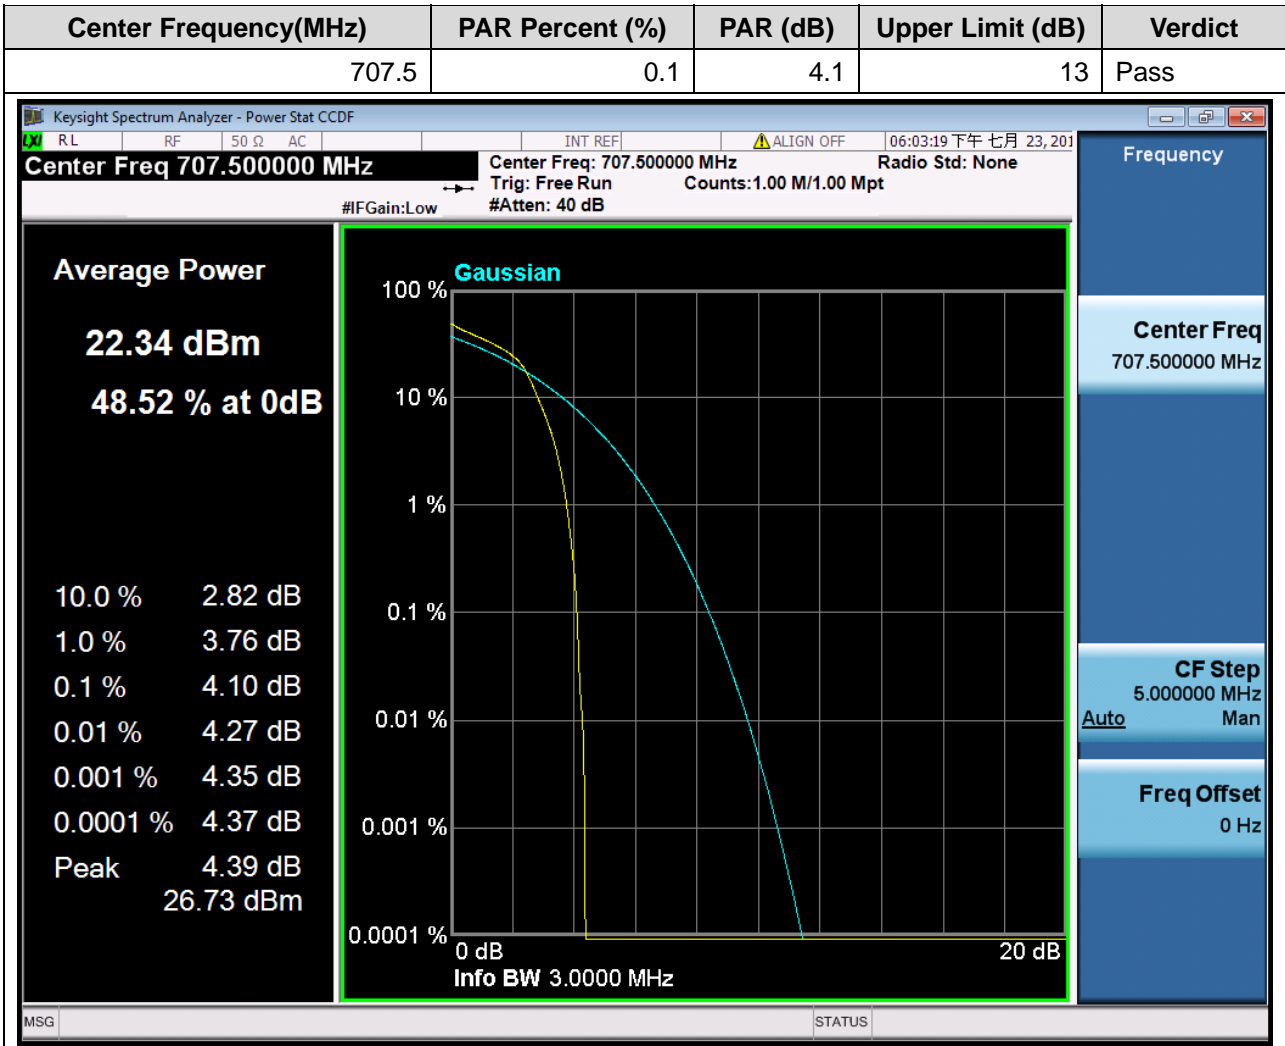 Center Frequency(MHz) PAR Percent (%) PAR (dB) Upper Limit (dB) Verdict
707.5 0.1 4.1 13 Pass
Keysight Spectrum Analyzer - Power Stat CCDF
LXI RL RF 50 Ω AC INT REF ALIGN OFF 06:03:19 下午 七月 23, 201
Center Freq 707.500000 MHz
Center Freq: 707.500000 MHz Radio Std: None
Trig: Free Run Counts:1.00 M/1.00 Mpt
#IFGain:Low #Atten: 40 dB
Average Power
22.34 dBm
48.52 % at 0dB
10.0 % 2.82 dB
1.0 % 3.76 dB
0.1 % 4.10 dB
0.01 % 4.27 dB
0.001 % 4.35 dB
0.0001 % 4.37 dB
Peak 4.39 dB
26.73 dBm
Gaussian
100 %
10 %
1 %
0.1 %
0.01 %
0.001 %
0.0001 %
0 dB 20 dB
Info BW 3.0000 MHz
Frequency
Center Freq
707.500000 MHz
CF Step
5.000000 MHz
Auto Man
Freq Offset
0 Hz
MSG STATUS